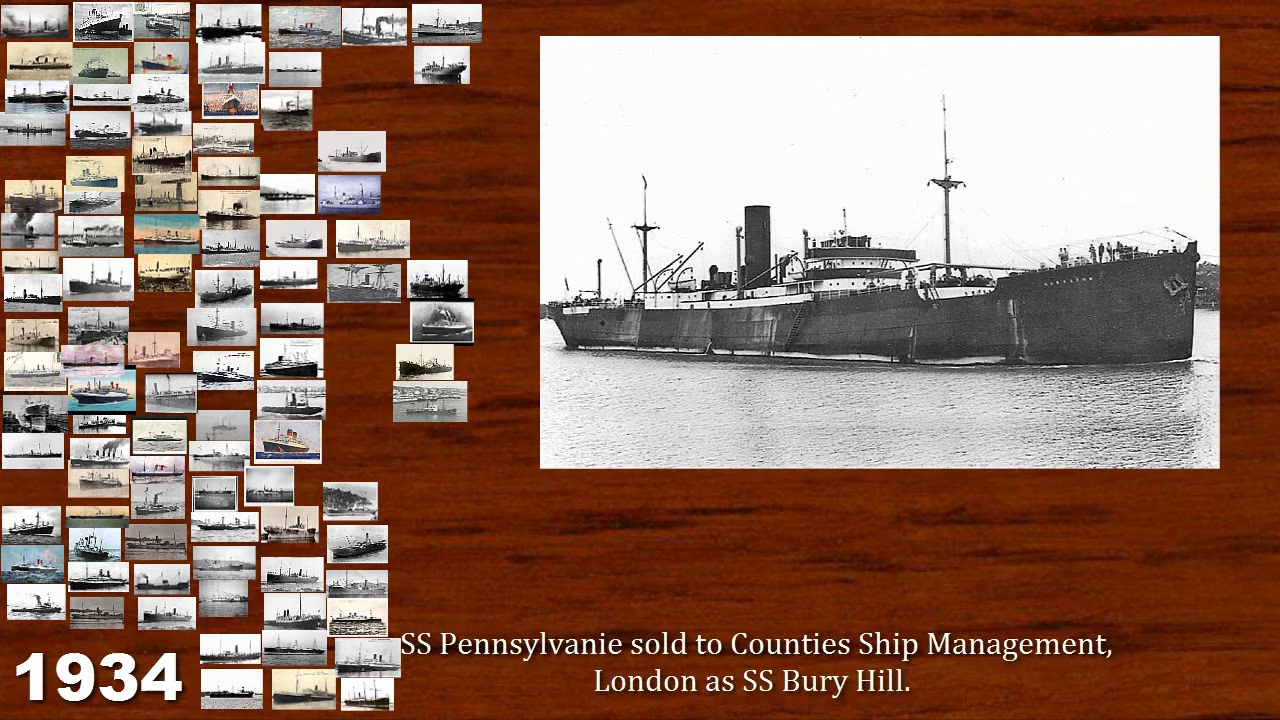 SS Pennsylvanie sold to Counties Ship Management,
London as SS Bury Hill.
1934